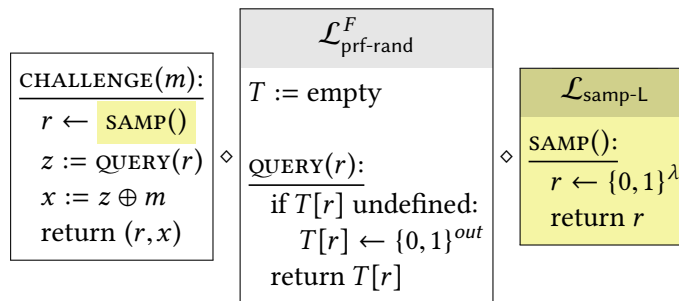 CHALLENGE(m):
r ← SAMP()
z := QUERY(r)
x := z ⊕ m
return (r, x)
⋄
𝓛^F_prf-rand
T := empty
QUERY(r):
if T[r] undefined:
T[r] ← {0, 1}^out
return T[r]
⋄
𝓛_samp-L
SAMP():
r ← {0, 1}^λ
return r